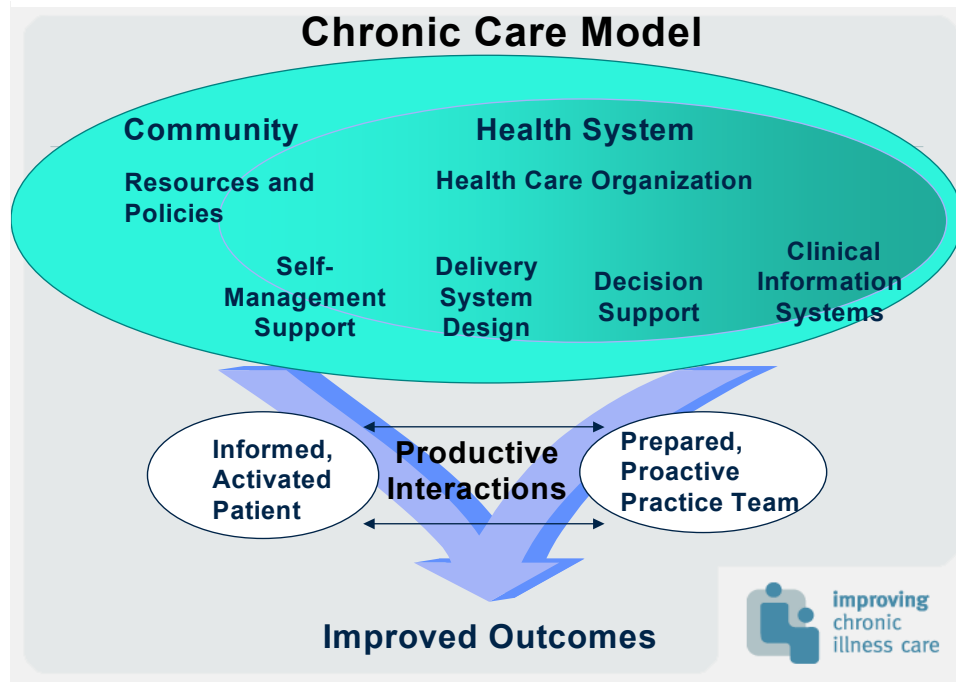 Chronic Care Model
Community
Resources and
Policies
Health System
Health Care Organization
Self-
Management
Support
Delivery
System
Design
Decision
Support
Clinical
Information
Systems
Informed,
Activated
Patient
Productive
Interactions
Prepared,
Proactive
Practice Team
Improved Outcomes
improving
chronic
illness care